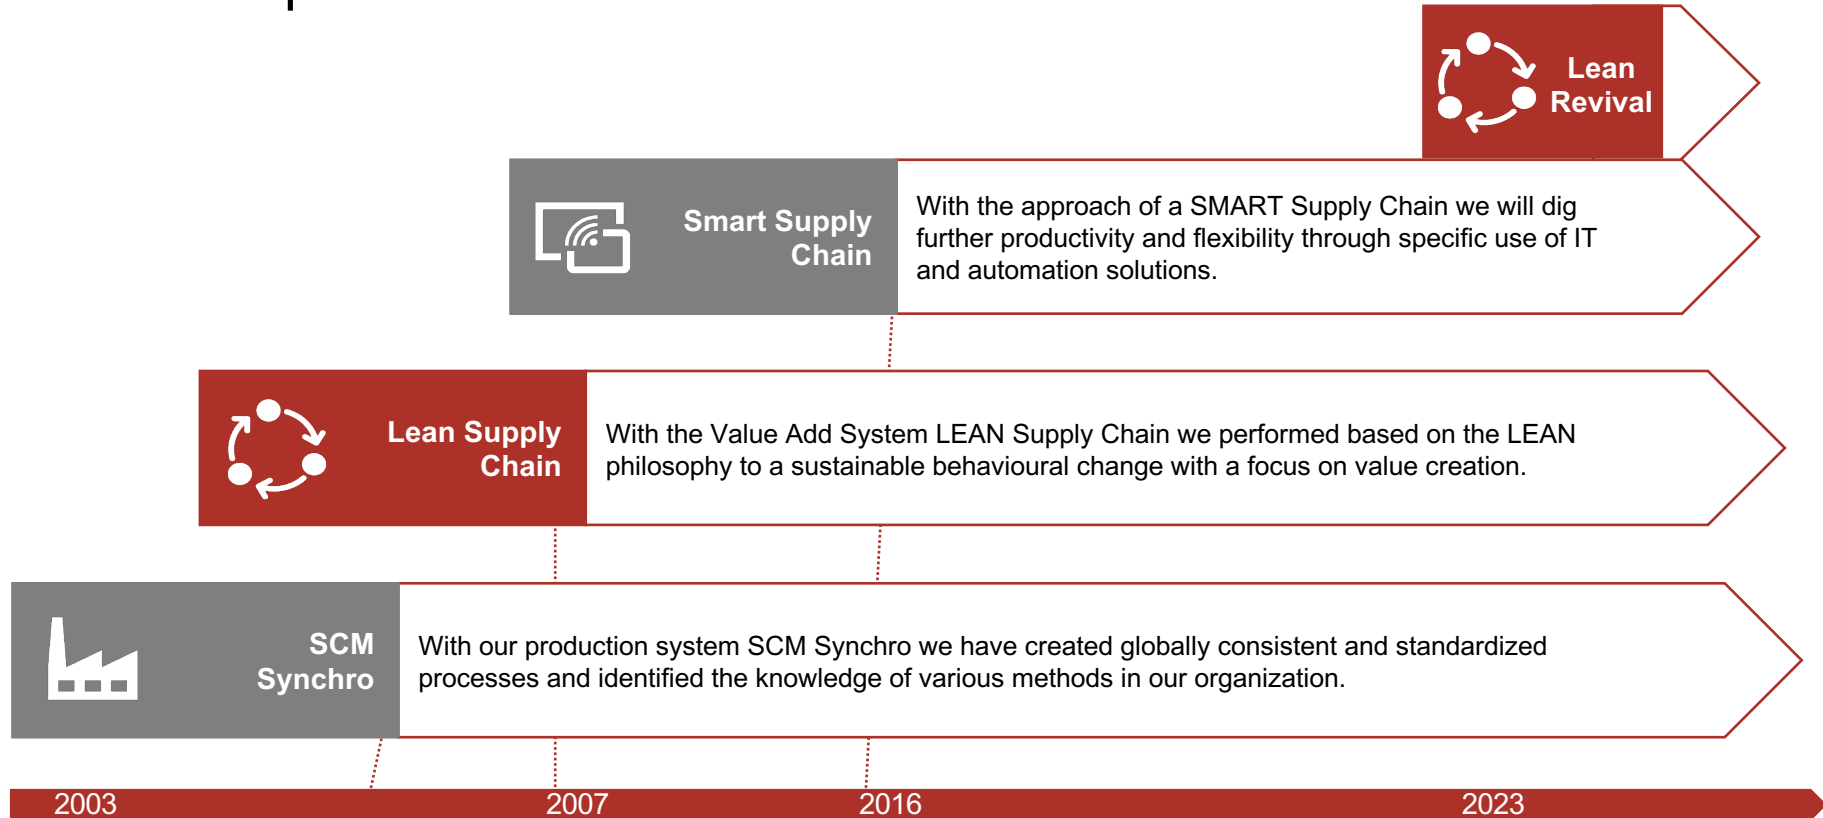 Lean
Revival
Smart Supply
Chain
With the approach of a SMART Supply Chain we will dig
further productivity and flexibility through specific use of IT
and automation solutions.
Lean Supply
Chain
With the Value Add System LEAN Supply Chain we performed based on the LEAN
philosophy to a sustainable behavioural change with a focus on value creation.
SCM
Synchro
With our production system SCM Synchro we have created globally consistent and standardized
processes and identified the knowledge of various methods in our organization.
2003 2007 2016 2023